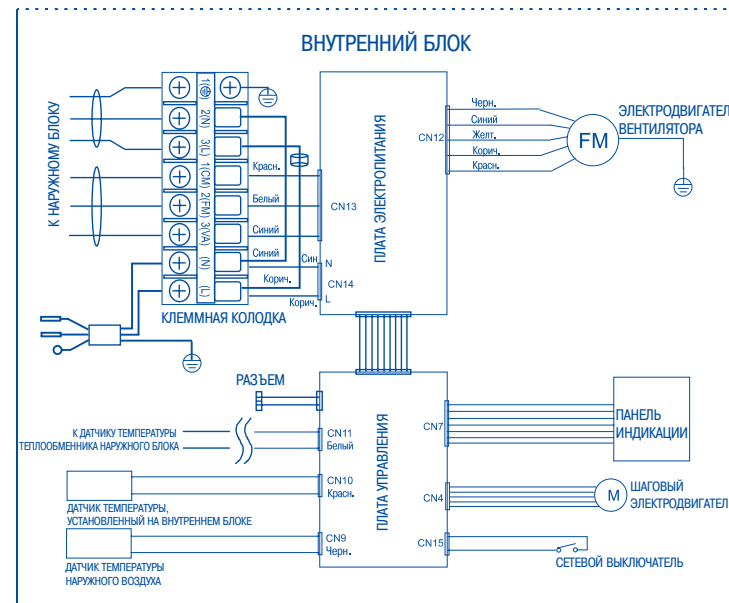 ВНУТРЕННИЙ БЛОК
К НАРУЖНОМУ БЛОКУ
1(⏚)
2(N)
3(L)
1(CM)
2(FM)
3(VA)
(N)
(L)
Красн.
Белый
Синий
Синий
Корич.
Син
N
Корич.
L
CN13
CN14
CN12
ПЛАТА ЭЛЕКТРОПИТАНИЯ
Черн.
Синий
Желт.
Корич.
Красн.
FM
ЭЛЕКТРОДВИГАТЕЛ
ВЕНТИЛЯТОРА
КЛЕММНАЯ КОЛОДКА
РАЗЪЕМ
К ДАТЧИКУ ТЕМПЕРАТУРЫ
ТЕПЛООБМЕННИКА НАРУЖНОГО БЛОКА
CN11
Белый
CN10
Красн.
ДАТЧИК ТЕМПЕРАТУРЫ,
УСТАНОВЛЕННЫЙ НА ВНУТРЕННЕМ БЛОКЕ
CN9
Черн.
ДАТЧИК ТЕМПЕРАТУРЫ
НАРУЖНОГО ВОЗДУХА
ПЛАТА УПРАВЛЕНИЯ
CN7
ПАНЕЛЬ
ИНДИКАЦИИ
CN4
M
ШАГОВЫЙ
ЭЛЕКТРОДВИГАТЕЛ
CN15
СЕТЕВОЙ ВЫКЛЮЧАТЕЛЬ